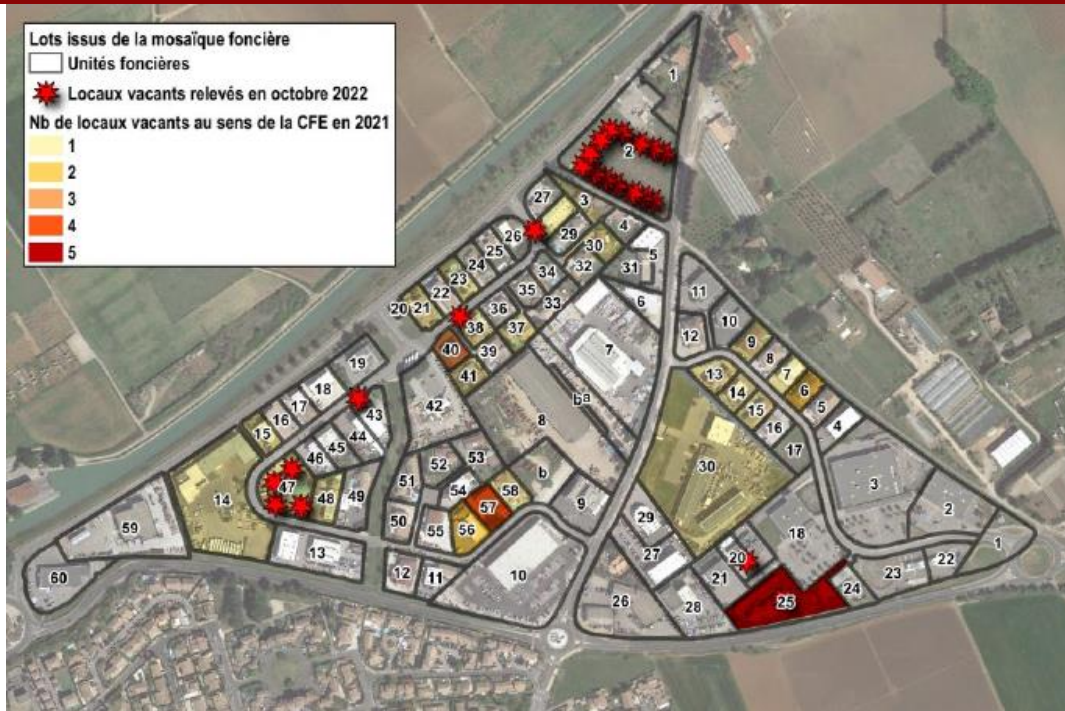 Lots issus de la mosaïque foncière
Unités foncières
Locaux vacants relevés en octobre 2022
Nb de locaux vacants au sens de la CFE en 2021
1
2
3
4
5
1
2
27 3
26 29 4
25 30 5
24 32 31
23 34
22 35 33 6
20 21 36
38 37 7
40 39
41
19
18 42 8
17 43
16 44
15 45
46
14 47 48 49
52 53 b
51 54 58 9
57
50 55 56
59 13
60 12 11 10
11
10
12 9
8
13 7
14 6
15 5
16 4
17
30 3
2
29 18
20 1
27 21 22
23
28 25 24
26